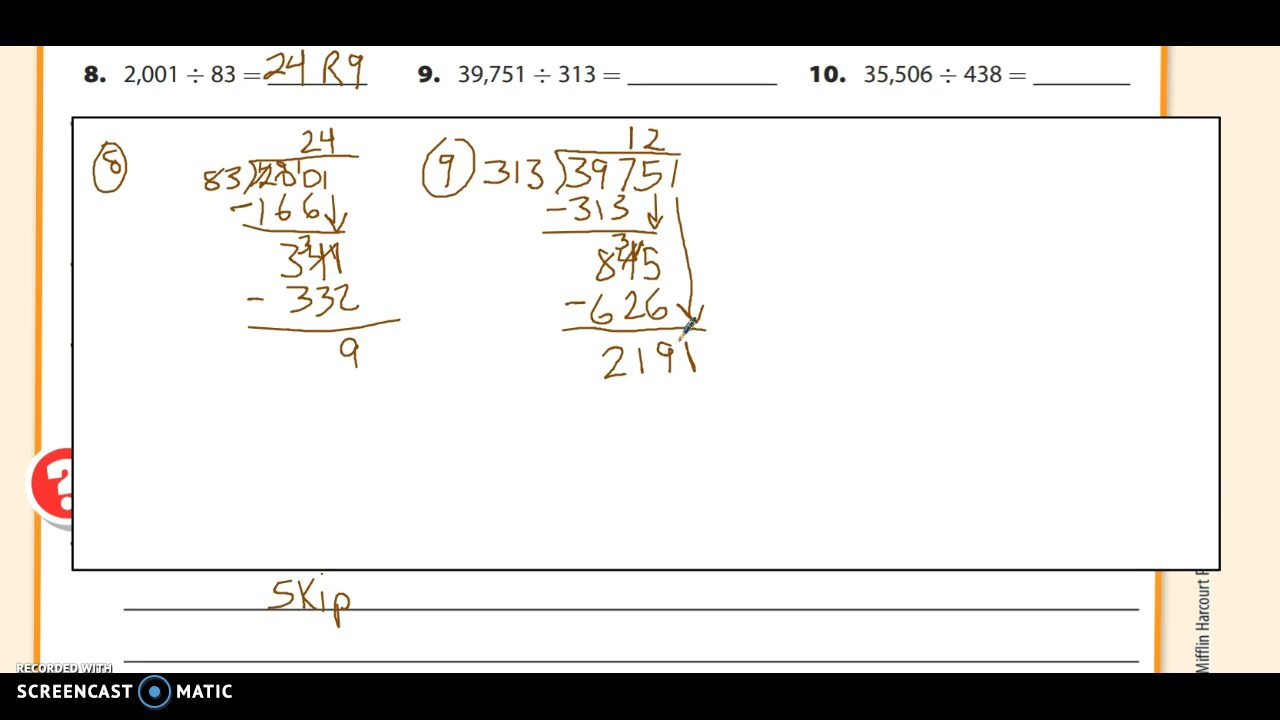 8. 2,001 ÷ 83 = 24 R9 9. 39,751 ÷ 313 = 10. 35,506 ÷ 438 =
24 12
8 83 2001 9 313 39751
-166 -313
341 845
- 332 -626
9 2191
?
Skip
Mifflin Harcourt
RECORDED WITH
SCREENCAST MATIC